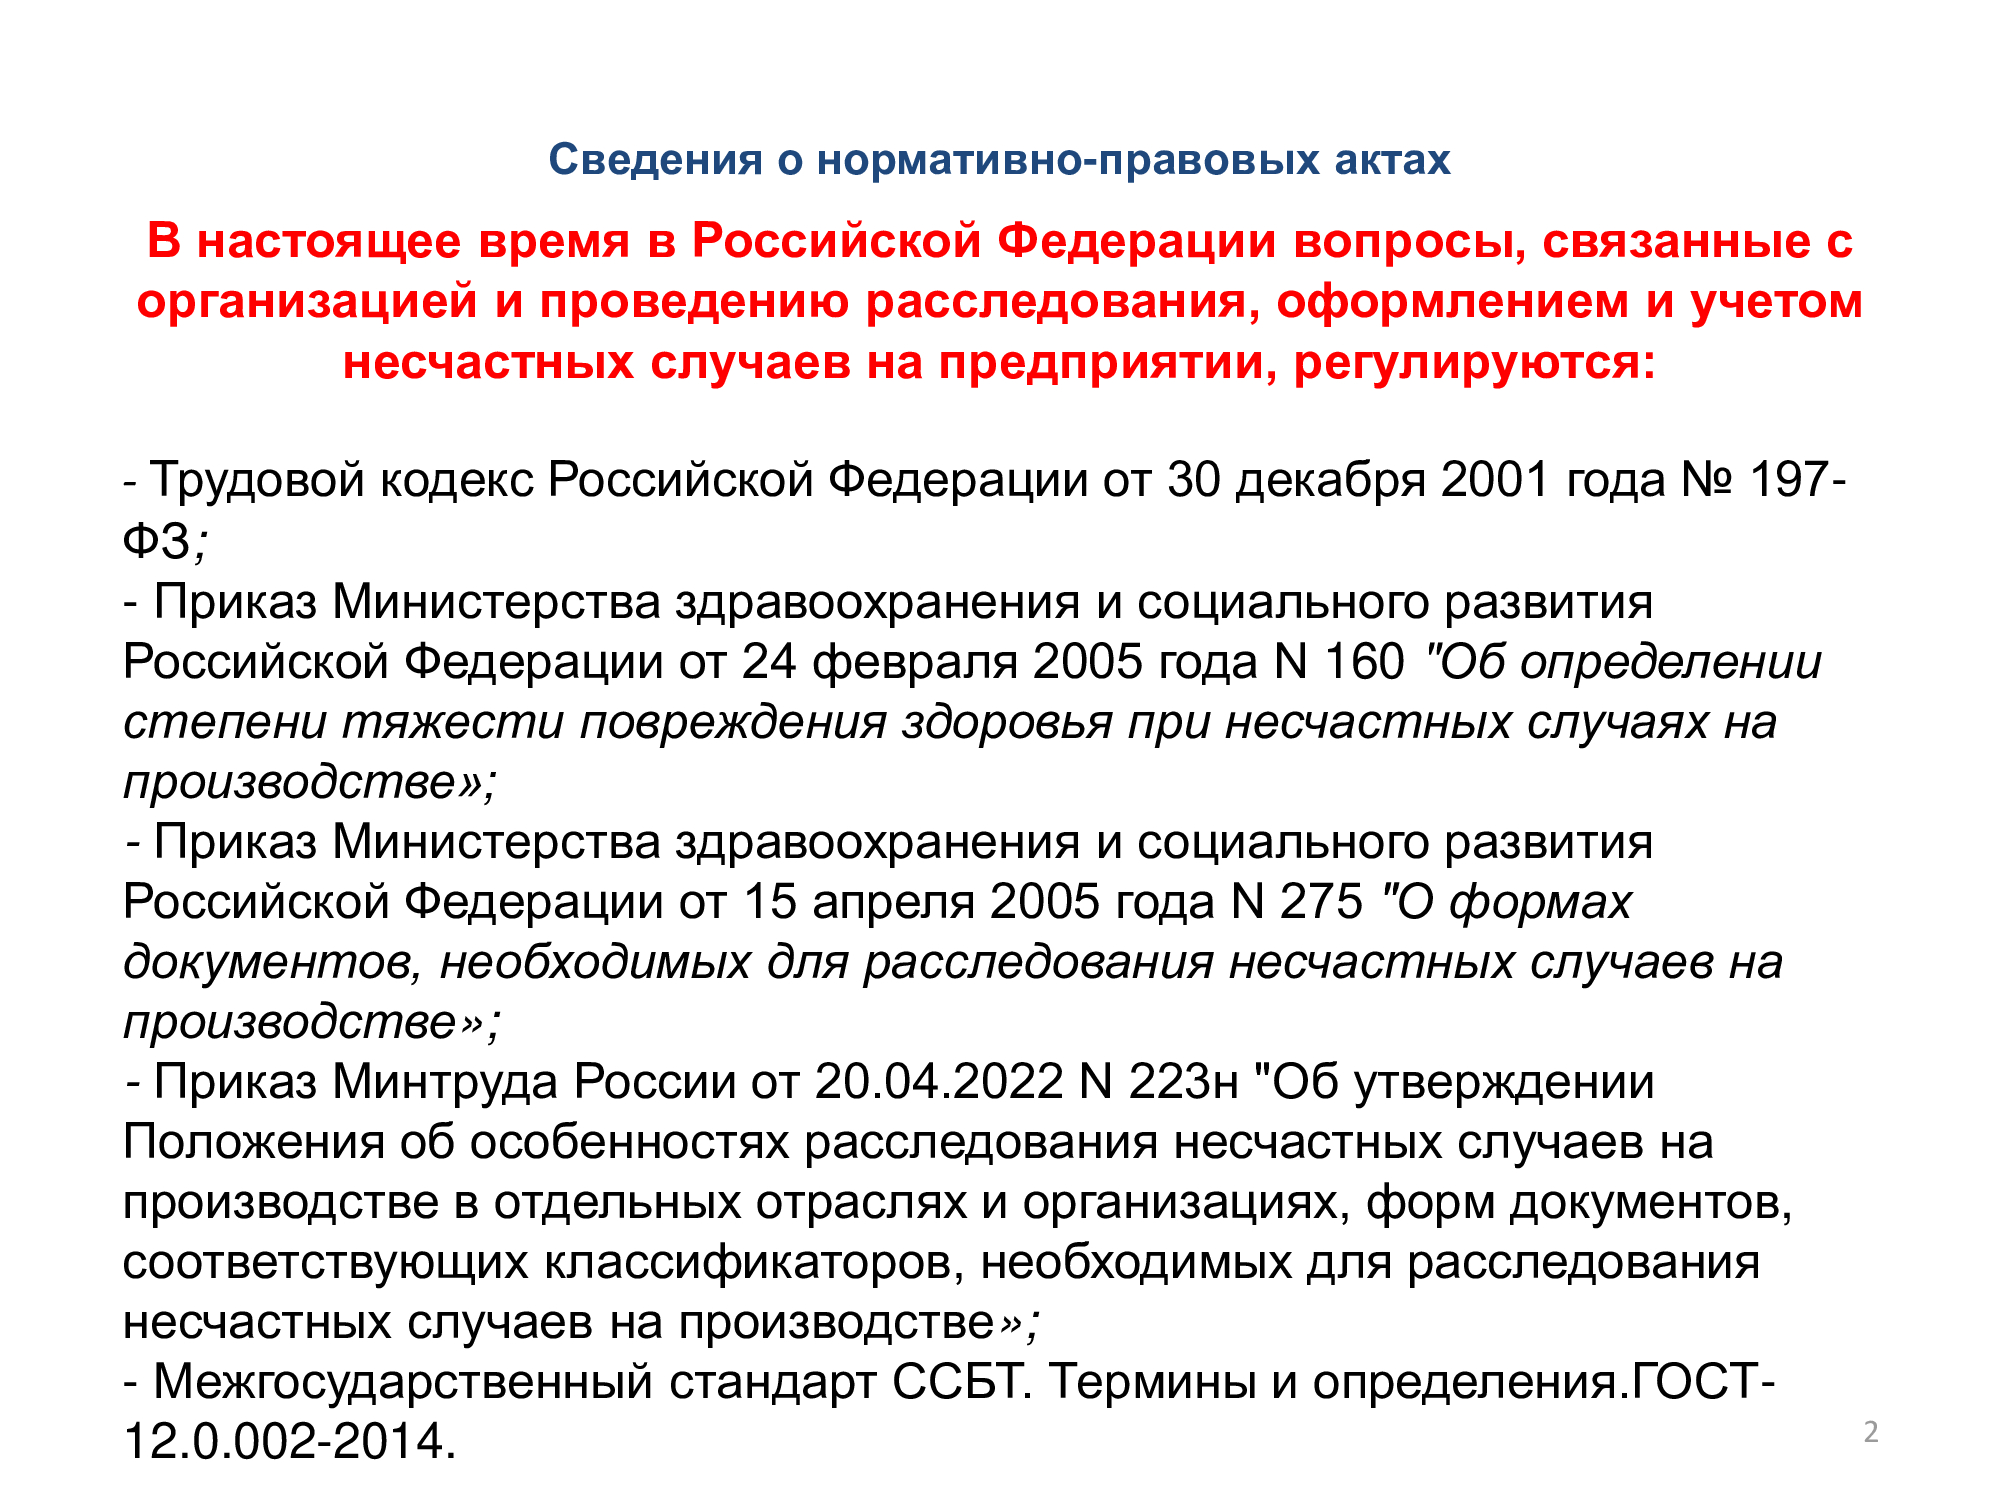 Сведения о нормативно-правовых актах
В настоящее время в Российской Федерации вопросы, связанные с
организацией и проведению расследования, оформлением и учетом
несчастных случаев на предприятии, регулируются:
- Трудовой кодекс Российской Федерации от 30 декабря 2001 года № 197-
ФЗ;
- Приказ Министерства здравоохранения и социального развития
Российской Федерации от 24 февраля 2005 года N 160 "Об определении
степени тяжести повреждения здоровья при несчастных случаях на
производстве»;
- Приказ Министерства здравоохранения и социального развития
Российской Федерации от 15 апреля 2005 года N 275 "О формах
документов, необходимых для расследования несчастных случаев на
производстве»;
- Приказ Минтруда России от 20.04.2022 N 223н "Об утверждении
Положения об особенностях расследования несчастных случаев на
производстве в отдельных отраслях и организациях, форм документов,
соответствующих классификаторов, необходимых для расследования
несчастных случаев на производстве»;
- Межгосударственный стандарт ССБТ. Термины и определения.ГОСТ-
12.0.002-2014.
2